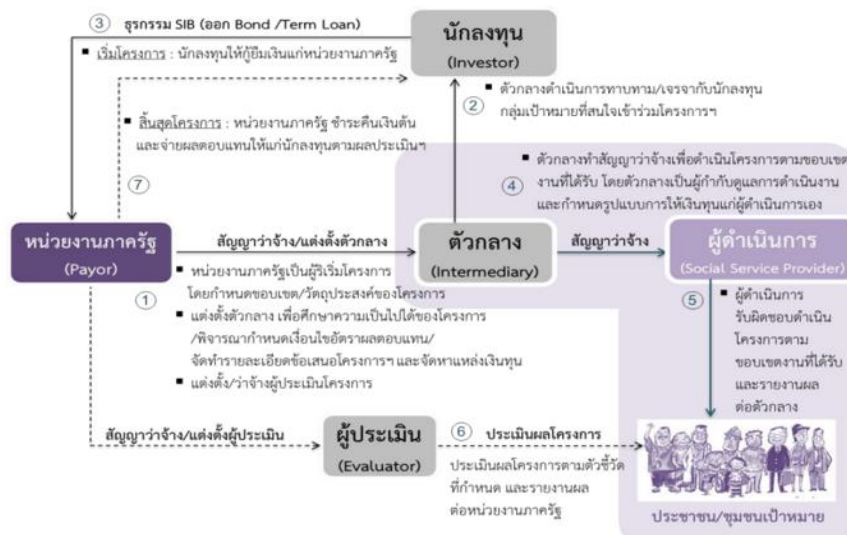 ③ ธุรกรรม SIB (ออก Bond /Term Loan)
▪ เริ่มโครงการ : นักลงทุนให้กู้ยืมเงินแก่หน่วยงานภาครัฐ
นักลงทุน
(Investor)
② ▪ ตัวกลางดำเนินการทาบทาม/เจรจากับนักลงทุน
กลุ่มเป้าหมายที่สนใจเข้าร่วมโครงการฯ
▪ สิ้นสุดโครงการ : หน่วยงานภาครัฐ ชำระคืนเงินต้น
และจ่ายผลตอบแทนให้แก่นักลงทุนตามผลประเมินฯ
⑦
④ ▪ ตัวกลางทำสัญญาว่าจ้างเพื่อดำเนินโครงการตามขอบเขต
งานที่ได้รับ โดยตัวกลางเป็นผู้กำกับดูแลการดำเนินงาน
และกำหนดรูปแบบการให้เงินทุนแก่ผู้ดำเนินการเอง
หน่วยงานภาครัฐ
(Payor)
สัญญาว่าจ้าง/แต่งตั้งตัวกลาง
ตัวกลาง
(Intermediary)
สัญญาว่าจ้าง
ผู้ดำเนินการ
(Social Service Provider)
① ▪ หน่วยงานภาครัฐเป็นผู้ริเริ่มโครงการ
โดยกำหนดขอบเขต/วัตถุประสงค์ของโครงการ
▪ แต่งตั้งตัวกลาง เพื่อศึกษาความเป็นไปได้ของโครงการ
/พิจารณากำหนดเงื่อนไขอัตราผลตอบแทน/
จัดทำรายละเอียดข้อเสนอโครงการฯ และจัดหาแหล่งเงินทุน
▪ แต่งตั้ง/ว่าจ้างผู้ประเมินโครงการ
⑤ ▪ ผู้ดำเนินการ
รับผิดชอบดำเนิน
โครงการตาม
ขอบเขตงานที่ได้รับ
และรายงานผล
ต่อตัวกลาง
สัญญาว่าจ้าง/แต่งตั้งผู้ประเมิน
ผู้ประเมิน
(Evaluator)
⑥ ประเมินผลโครงการ
ประเมินผลโครงการตามตัวชี้วัด
ที่กำหนด และรายงานผล
ต่อหน่วยงานภาครัฐ
ประชาชน/ชุมชนเป้าหมาย